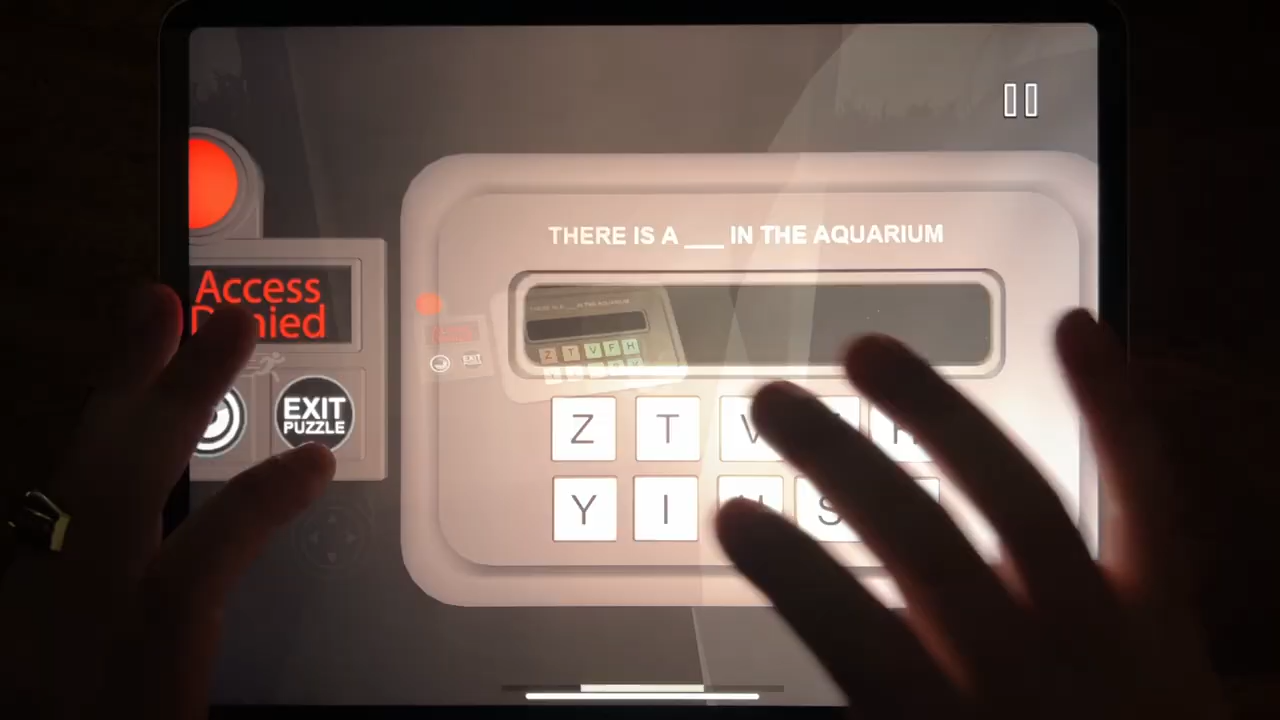 THERE IS A ___ IN THE AQUARIUM
Access
Denied
EXIT
PUZZLE
Z T V F H
Y I
S